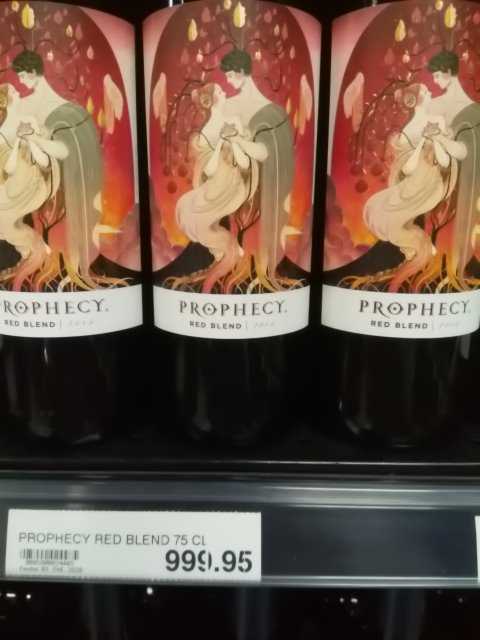 PROPHECY
RED BLEND
PROPHECY
RED BLEND
PROPHECY
RED BLEND
PROPHECY RED BLEND 75 CL
999.95